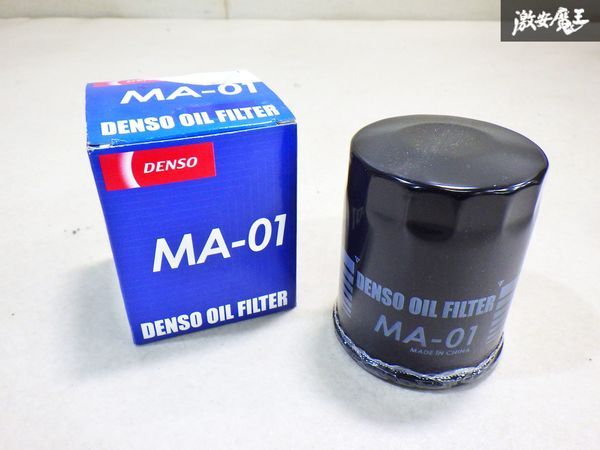 激安魔王
MA-01
DENSO OIL FILTER
DENSO
MA-01
DENSO OIL FILTER
DENSO OIL FILTER
MA-01
MADE IN CHINA